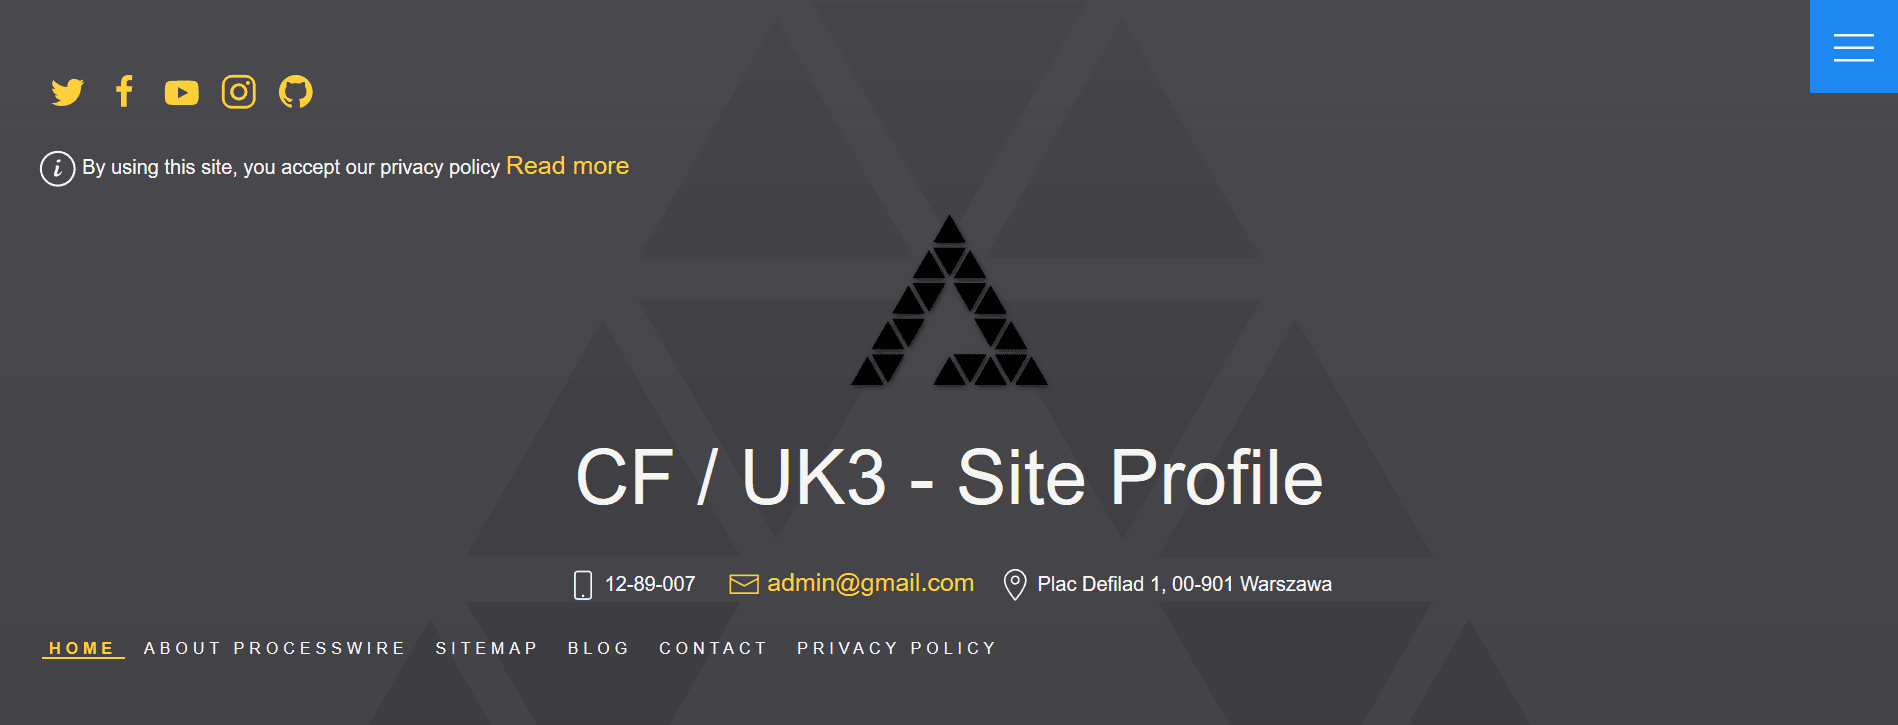 By using this site, you accept our privacy policy Read more
CF / UK3 - Site Profile
12-89-007 admin@gmail.com Plac Defilad 1, 00-901 Warszawa
HOME ABOUT PROCESSWIRE SITEMAP BLOG CONTACT PRIVACY POLICY